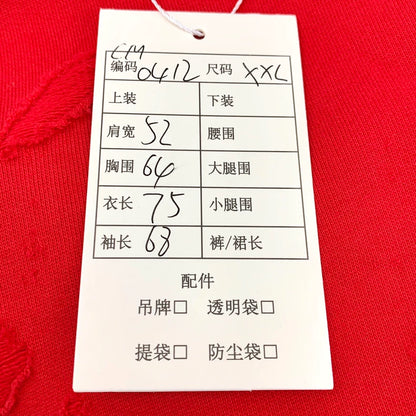 CM
编码 0412 尺码 XXL
上装 下装
肩宽 52 腰围
胸围 64 大腿围
衣长 75 小腿围
袖长 68 裤/裙长
配件
吊牌□ 透明袋□
提袋□ 防尘袋□